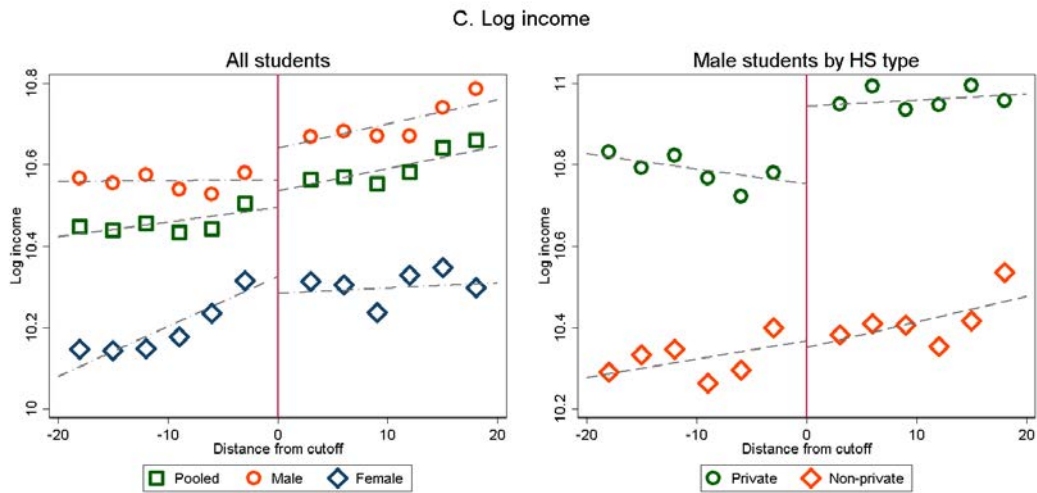 C. Log income
All students
Log income
10.8
10.6
10.4
10.2
10
-20 -10 0 10 20
Distance from cutoff
Pooled Male Female
Male students by HS type
Log income
11
10.8
10.6
10.4
10.2
-20 -10 0 10 20
Distance from cutoff
Private Non-private